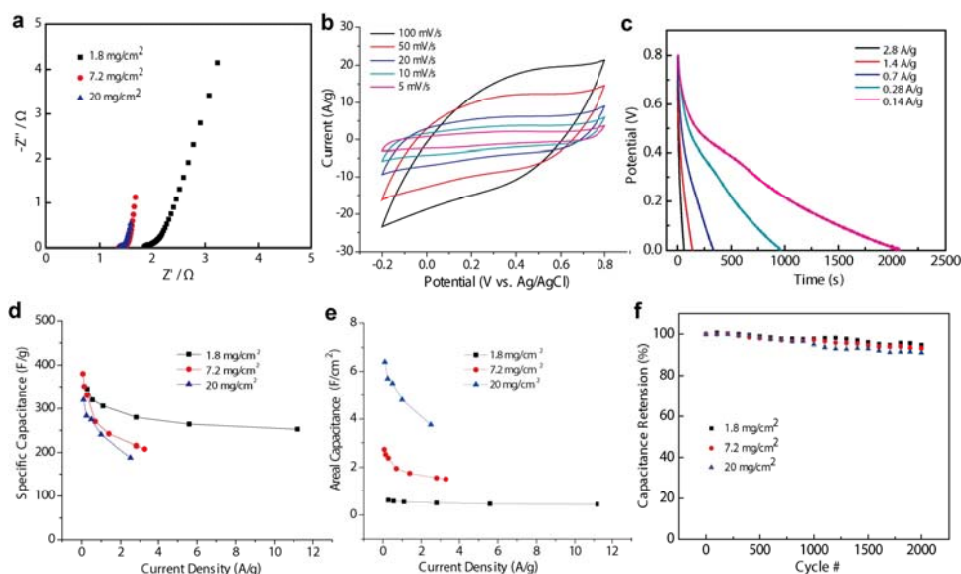 a
1.8 mg/cm²
7.2 mg/cm²
20 mg/cm²
-Z'' / Ω
5
4
3
2
1
0
0 1 2 3 4 5
Z' / Ω
b
100 mV/s
50 mV/s
20 mV/s
10 mV/s
5 mV/s
Current (A/g)
30
20
10
0
-10
-20
-30
-0.2 0.0 0.2 0.4 0.6 0.8
Potential (V vs. Ag/AgCl)
c
2.8 A/g
1.4 A/g
0.7 A/g
0.28 A/g
0.14 A/g
Potential (V)
0.8
0.6
0.4
0.2
0.0
0 500 1000 1500 2000 2500
Time (s)
d
1.8 mg/cm²
7.2 mg/cm²
20 mg/cm²
Specific Capacitance (F/g)
500
400
300
200
100
0
0 2 4 6 8 10 12
Current Density (A/g)
e
1.8 mg/cm²
7.2 mg/cm²
20 mg/cm²
Areal Capacitance (F/cm²)
8
6
4
2
0
0 2 4 6 8 10
Current Density (A/g)
f
1.8 mg/cm²
7.2 mg/cm²
20 mg/cm²
Capacitance Retention (%)
100
80
60
40
20
0
0 500 1000 1500 2000
Cycle #